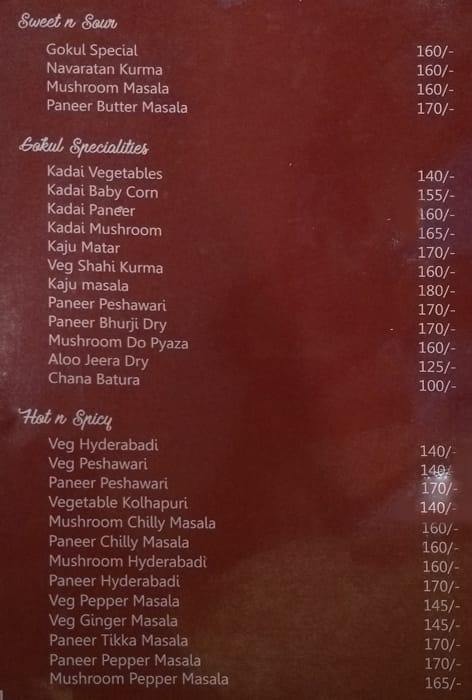 Sweet n Sour
Gokul Special 160/-
Navaratan Kurma 160/-
Mushroom Masala 160/-
Paneer Butter Masala 170/-
Gokul Specialities
Kadai Vegetables 140/-
Kadai Baby Corn 155/-
Kadai Paneer 160/-
Kadai Mushroom 165/-
Kaju Matar 170/-
Veg Shahi Kurma 160/-
Kaju masala 180/-
Paneer Peshawari 170/-
Paneer Bhurji Dry 170/-
Mushroom Do Pyaza 160/-
Aloo Jeera Dry 125/-
Chana Batura 100/-
Hot n Spicy
Veg Hyderabadi 140/-
Veg Peshawari 140/-
Paneer Peshawari 170/-
Vegetable Kolhapuri 140/-
Mushroom Chilly Masala 160/-
Paneer Chilly Masala 160/-
Mushroom Hyderabadi 160/-
Paneer Hyderabadi 170/-
Veg Pepper Masala 145/-
Veg Ginger Masala 145/-
Paneer Tikka Masala 170/-
Paneer Pepper Masala 170/-
Mushroom Pepper Masala 165/-